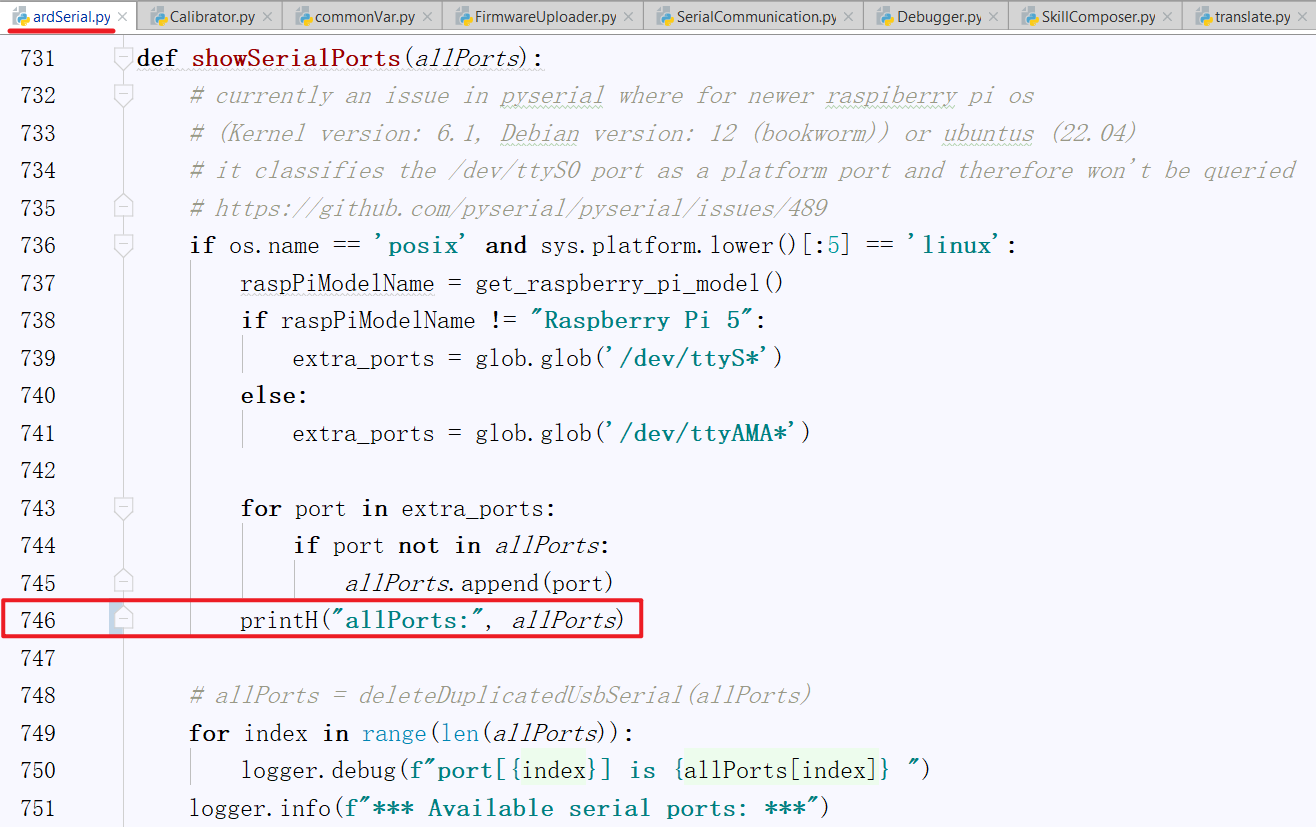 ardSerial.py Calibrator.py commonVar.py FirmwareUploader.py SerialCommunication.py Debugger.py SkillComposer.py translate.py
731 def showSerialPorts(allPorts):
732 # currently an issue in pyserial where for newer raspiberry pi os
733 # (Kernel version: 6.1, Debian version: 12 (bookworm)) or ubuntus (22.04)
734 # it classifies the /dev/ttyS0 port as a platform port and therefore won't be queried
735 # https://github.com/pyserial/pyserial/issues/489
736 if os.name == 'posix' and sys.platform.lower()[:5] == 'linux':
737 raspPiModelName = get_raspberry_pi_model()
738 if raspPiModelName != "Raspberry Pi 5":
739 extra_ports = glob.glob('/dev/ttyS*')
740 else:
741 extra_ports = glob.glob('/dev/ttyAMA*')
742
743 for port in extra_ports:
744 if port not in allPorts:
745 allPorts.append(port)
746 printH("allPorts:", allPorts)
747
748 # allPorts = deleteDuplicatedUsbSerial(allPorts)
749 for index in range(len(allPorts)):
750 logger.debug(f"port[{index}] is {allPorts[index]} ")
751 logger.info(f"*** Available serial ports: ***")